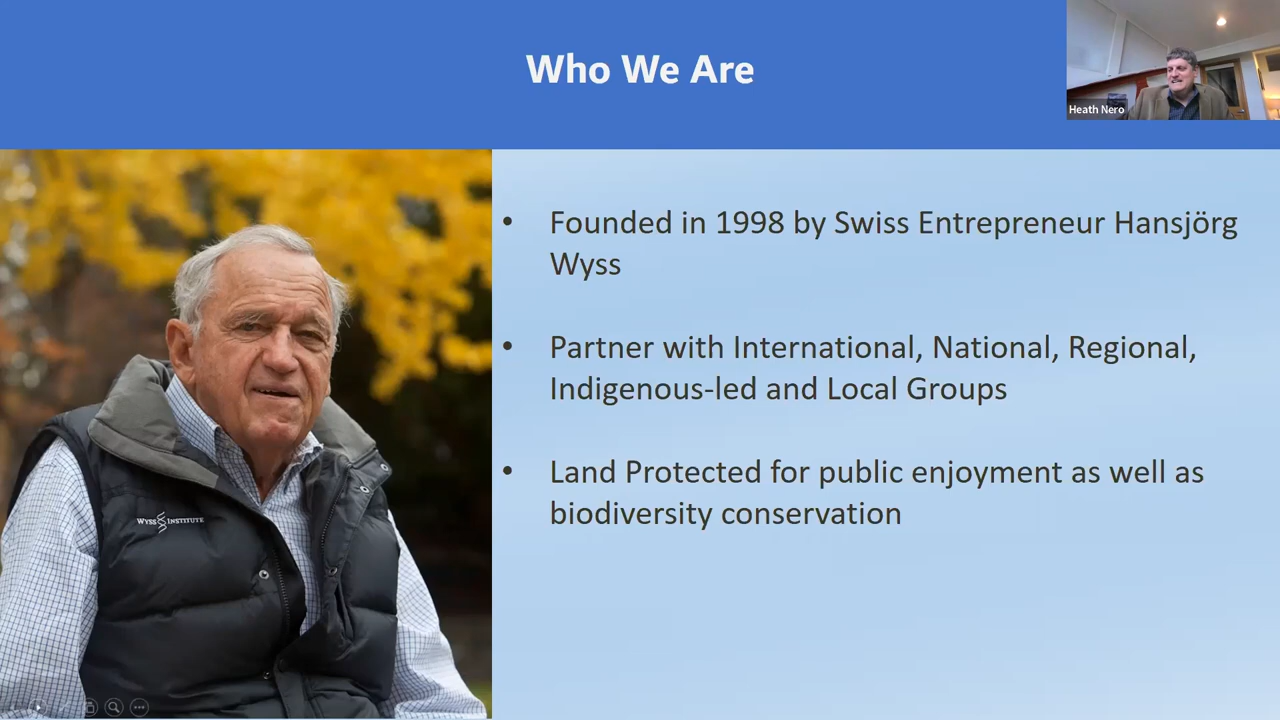 Who We Are
Heath Nero
• Founded in 1998 by Swiss Entrepreneur Hansjörg
Wyss
• Partner with International, National, Regional,
Indigenous-led and Local Groups
• Land Protected for public enjoyment as well as
biodiversity conservation
WYSS INSTITUTE